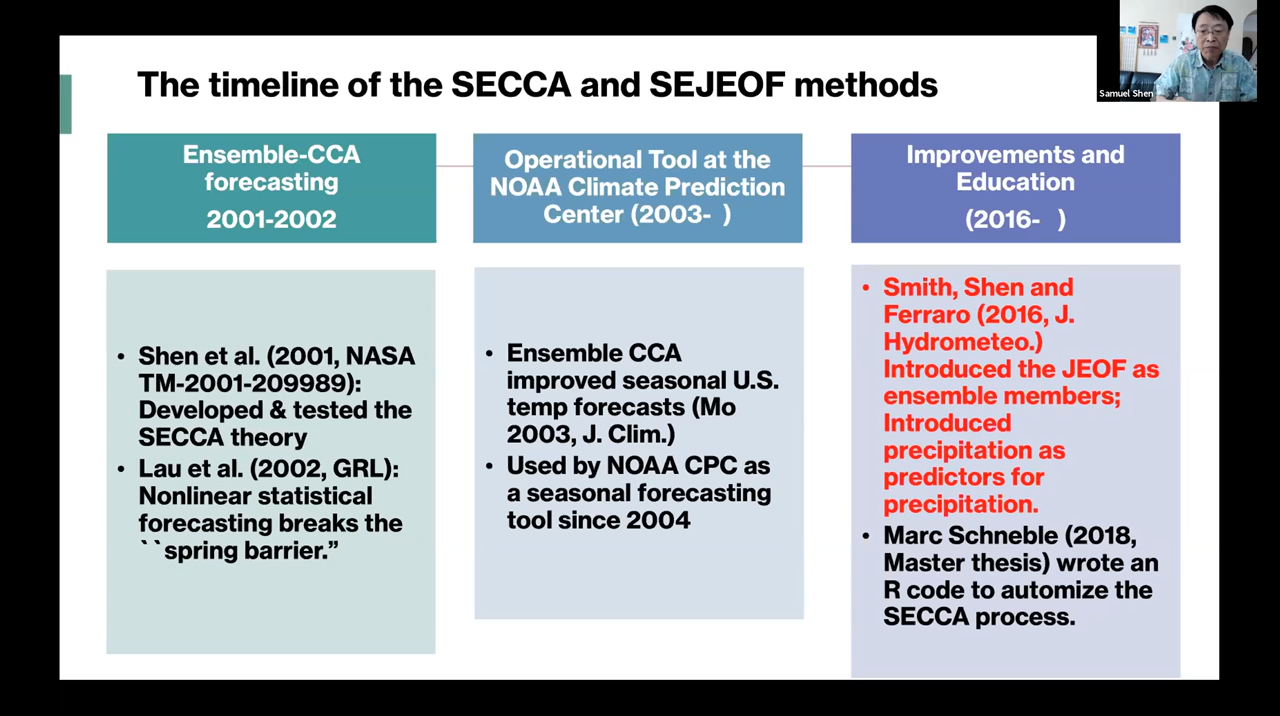 The timeline of the SECCA and SEJEOF methods
Samuel Shen
Ensemble-CCA
forecasting
2001-2002
Operational Tool at the
NOAA Climate Prediction
Center (2003- )
Improvements and
Education
(2016- )
• Shen et al. (2001, NASA
TM-2001-209989):
Developed & tested the
SECCA theory
• Lau et al. (2002, GRL):
Nonlinear statistical
forecasting breaks the
``spring barrier.”
• Ensemble CCA
improved seasonal U.S.
temp forecasts (Mo
2003, J. Clim.)
• Used by NOAA CPC as
a seasonal forecasting
tool since 2004
• Smith, Shen and
Ferraro (2016, J.
Hydrometeo.)
Introduced the JEOF as
ensemble members;
Introduced
precipitation as
predictors for
precipitation.
• Marc Schneble (2018,
Master thesis) wrote an
R code to automize the
SECCA process.